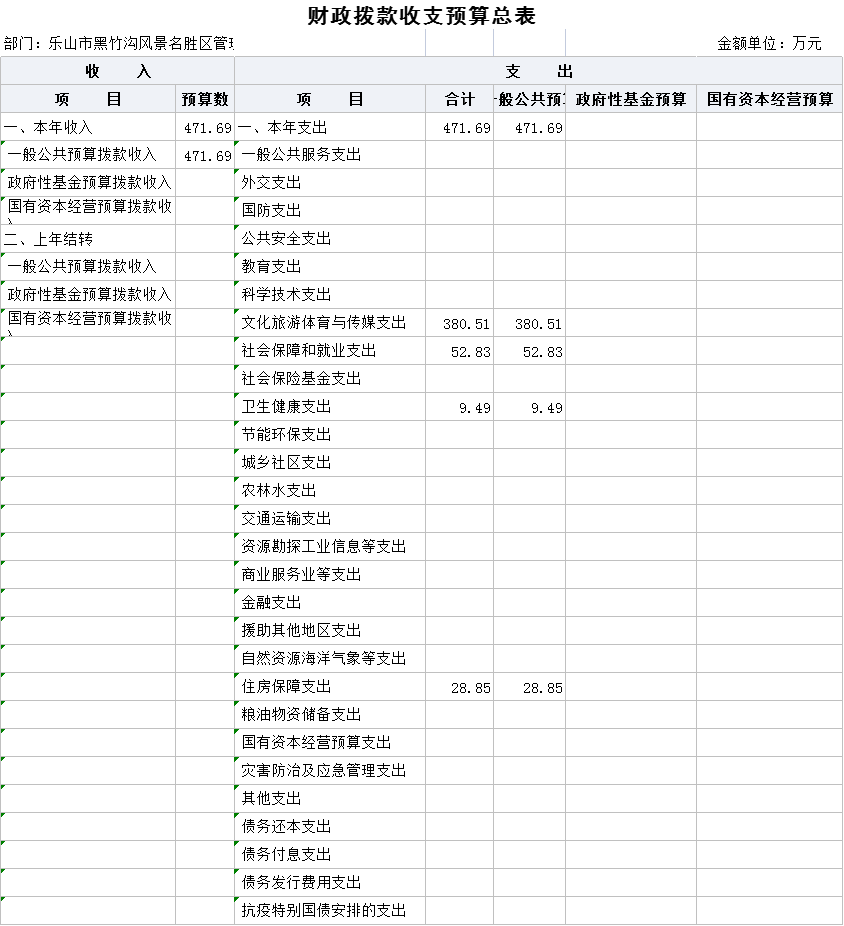 财政拨款收支预算总表
部门：乐山市黑竹沟风景名胜区管 金额单位：万元
收 入 支 出
项 目 预算数 项 目 合计 般公共预 政府性基金预算 国有资本经营预算
一、本年收入 471.69 一、本年支出 471.69 471.69
一般公共预算拨款收入 471.69 一般公共服务支出
政府性基金预算拨款收入 外交支出
国有资本经营预算拨款收 国防支出
二、上年结转 公共安全支出
一般公共预算拨款收入 教育支出
政府性基金预算拨款收入 科学技术支出
国有资本经营预算拨款收 文化旅游体育与传媒支出 380.51 380.51
社会保障和就业支出 52.83 52.83
社会保险基金支出
卫生健康支出 9.49 9.49
节能环保支出
城乡社区支出
农林水支出
交通运输支出
资源勘探工业信息等支出
商业服务业等支出
金融支出
援助其他地区支出
自然资源海洋气象等支出
住房保障支出 28.85 28.85
粮油物资储备支出
国有资本经营预算支出
灾害防治及应急管理支出
其他支出
债务还本支出
债务付息支出
债务发行费用支出
抗疫特别国债安排的支出